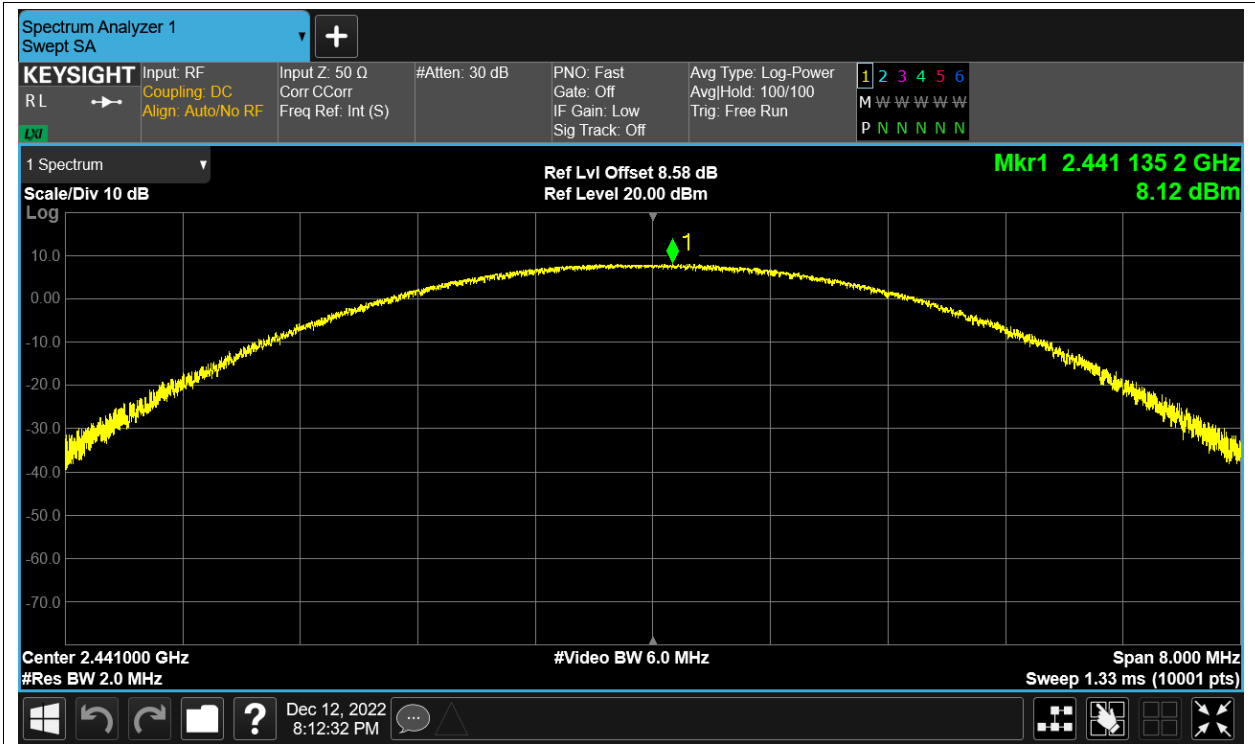 Spectrum Analyzer 1
Swept SA
+
KEYSIGHT
R L
LXI
Input: RF
Coupling: DC
Align: Auto/No RF
Input Z: 50 Ω
Corr CCorr
Freq Ref: Int (S)
#Atten: 30 dB
PNO: Fast
Gate: Off
IF Gain: Low
Sig Track: Off
Avg Type: Log-Power
Avg|Hold: 100/100
Trig: Free Run
1 2 3 4 5 6
M W W W W W
P N N N N N
1 Spectrum
Scale/Div 10 dB
Log
Ref Lvl Offset 8.58 dB
Ref Level 20.00 dBm
Mkr1 2.441 135 2 GHz
8.12 dBm
1
10.0
0.00
-10.0
-20.0
-30.0
-40.0
-50.0
-60.0
-70.0
Center 2.441000 GHz
#Res BW 2.0 MHz
#Video BW 6.0 MHz
Span 8.000 MHz
Sweep 1.33 ms (10001 pts)
?
Dec 12, 2022
8:12:32 PM